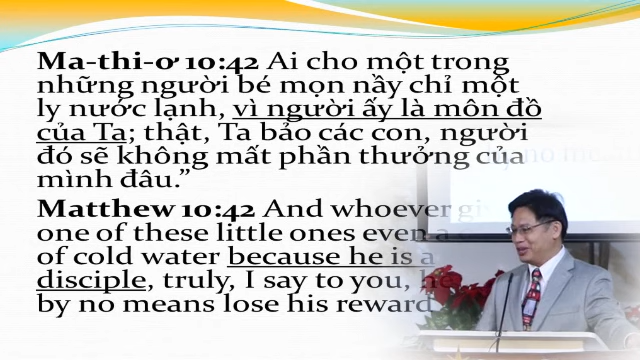 Ma-thi-ơ 10:42 Ai cho một trong
những người bé mọn nầy chỉ một
ly nước lạnh, vì người ấy là môn đồ
của Ta; thật, Ta bảo các con, người
đó sẽ không mất phần thưởng của
mình đâu.”
Matthew 10:42 And whoever gi
one of these little ones even a
of cold water because he is a
disciple, truly, I say to you, he
by no means lose his reward